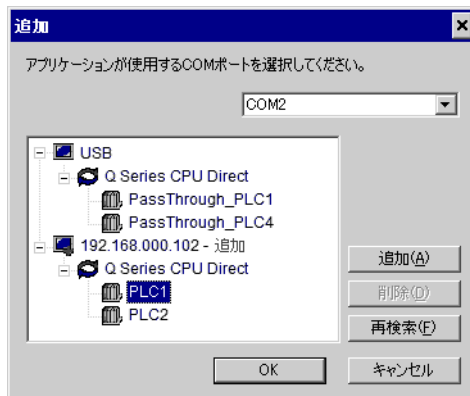 追加
アプリケーションが使用するCOMポートを選択してください。
COM2
USB
Q Series CPU Direct
PassThrough_PLC1
PassThrough_PLC4
192.168.000.102 - 追加
Q Series CPU Direct
PLC1
PLC2
追加(A)
削除(D)
再検索(F)
OK
キャンセル